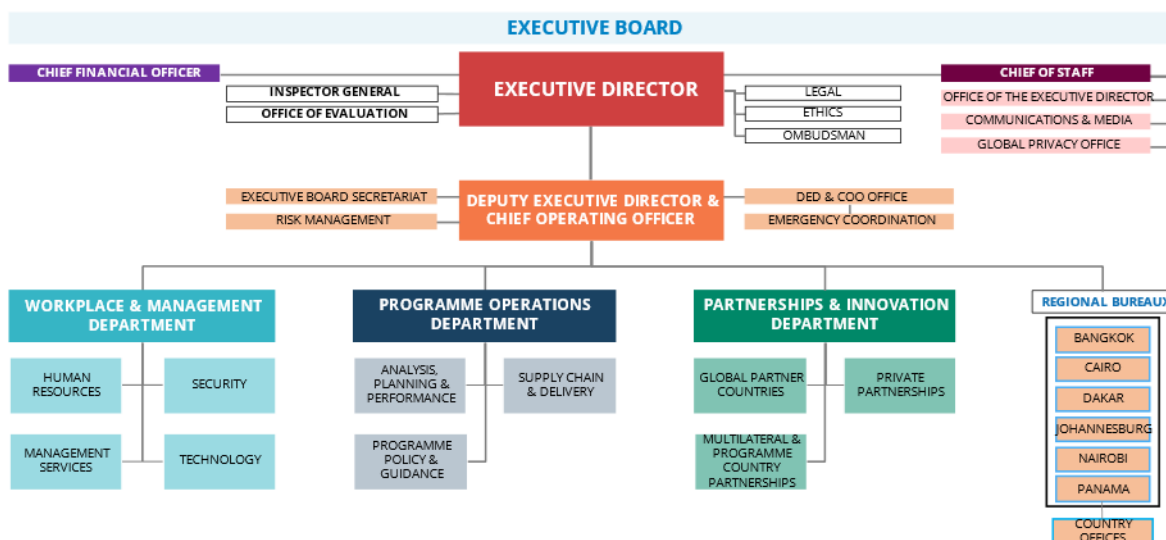 EXECUTIVE BOARD
CHIEF FINANCIAL OFFICER
EXECUTIVE DIRECTOR
CHIEF OF STAFF
INSPECTOR GENERAL
OFFICE OF EVALUATION
LEGAL
ETHICS
OMBUDSMAN
OFFICE OF THE EXECUTIVE DIRECTOR
COMMUNICATIONS & MEDIA
GLOBAL PRIVACY OFFICE
EXECUTIVE BOARD SECRETARIAT
RISK MANAGEMENT
DEPUTY EXECUTIVE DIRECTOR &
CHIEF OPERATING OFFICER
DED & COO OFFICE
EMERGENCY COORDINATION
WORKPLACE & MANAGEMENT
DEPARTMENT
HUMAN
RESOURCES
SECURITY
MANAGEMENT
SERVICES
TECHNOLOGY
PROGRAMME OPERATIONS
DEPARTMENT
ANALYSIS,
PLANNING &
PERFORMANCE
SUPPLY CHAIN
& DELIVERY
PROGRAMME
POLICY &
GUIDANCE
PARTNERSHIPS & INNOVATION
DEPARTMENT
GLOBAL PARTNER
COUNTRIES
PRIVATE
PARTNERSHIPS
MULTILATERAL &
PROGRAMME
COUNTRY
PARTNERSHIPS
REGIONAL BUREAUX
BANGKOK
CAIRO
DAKAR
JOHANNESBURG
NAIROBI
PANAMA
COUNTRY
OFFICES